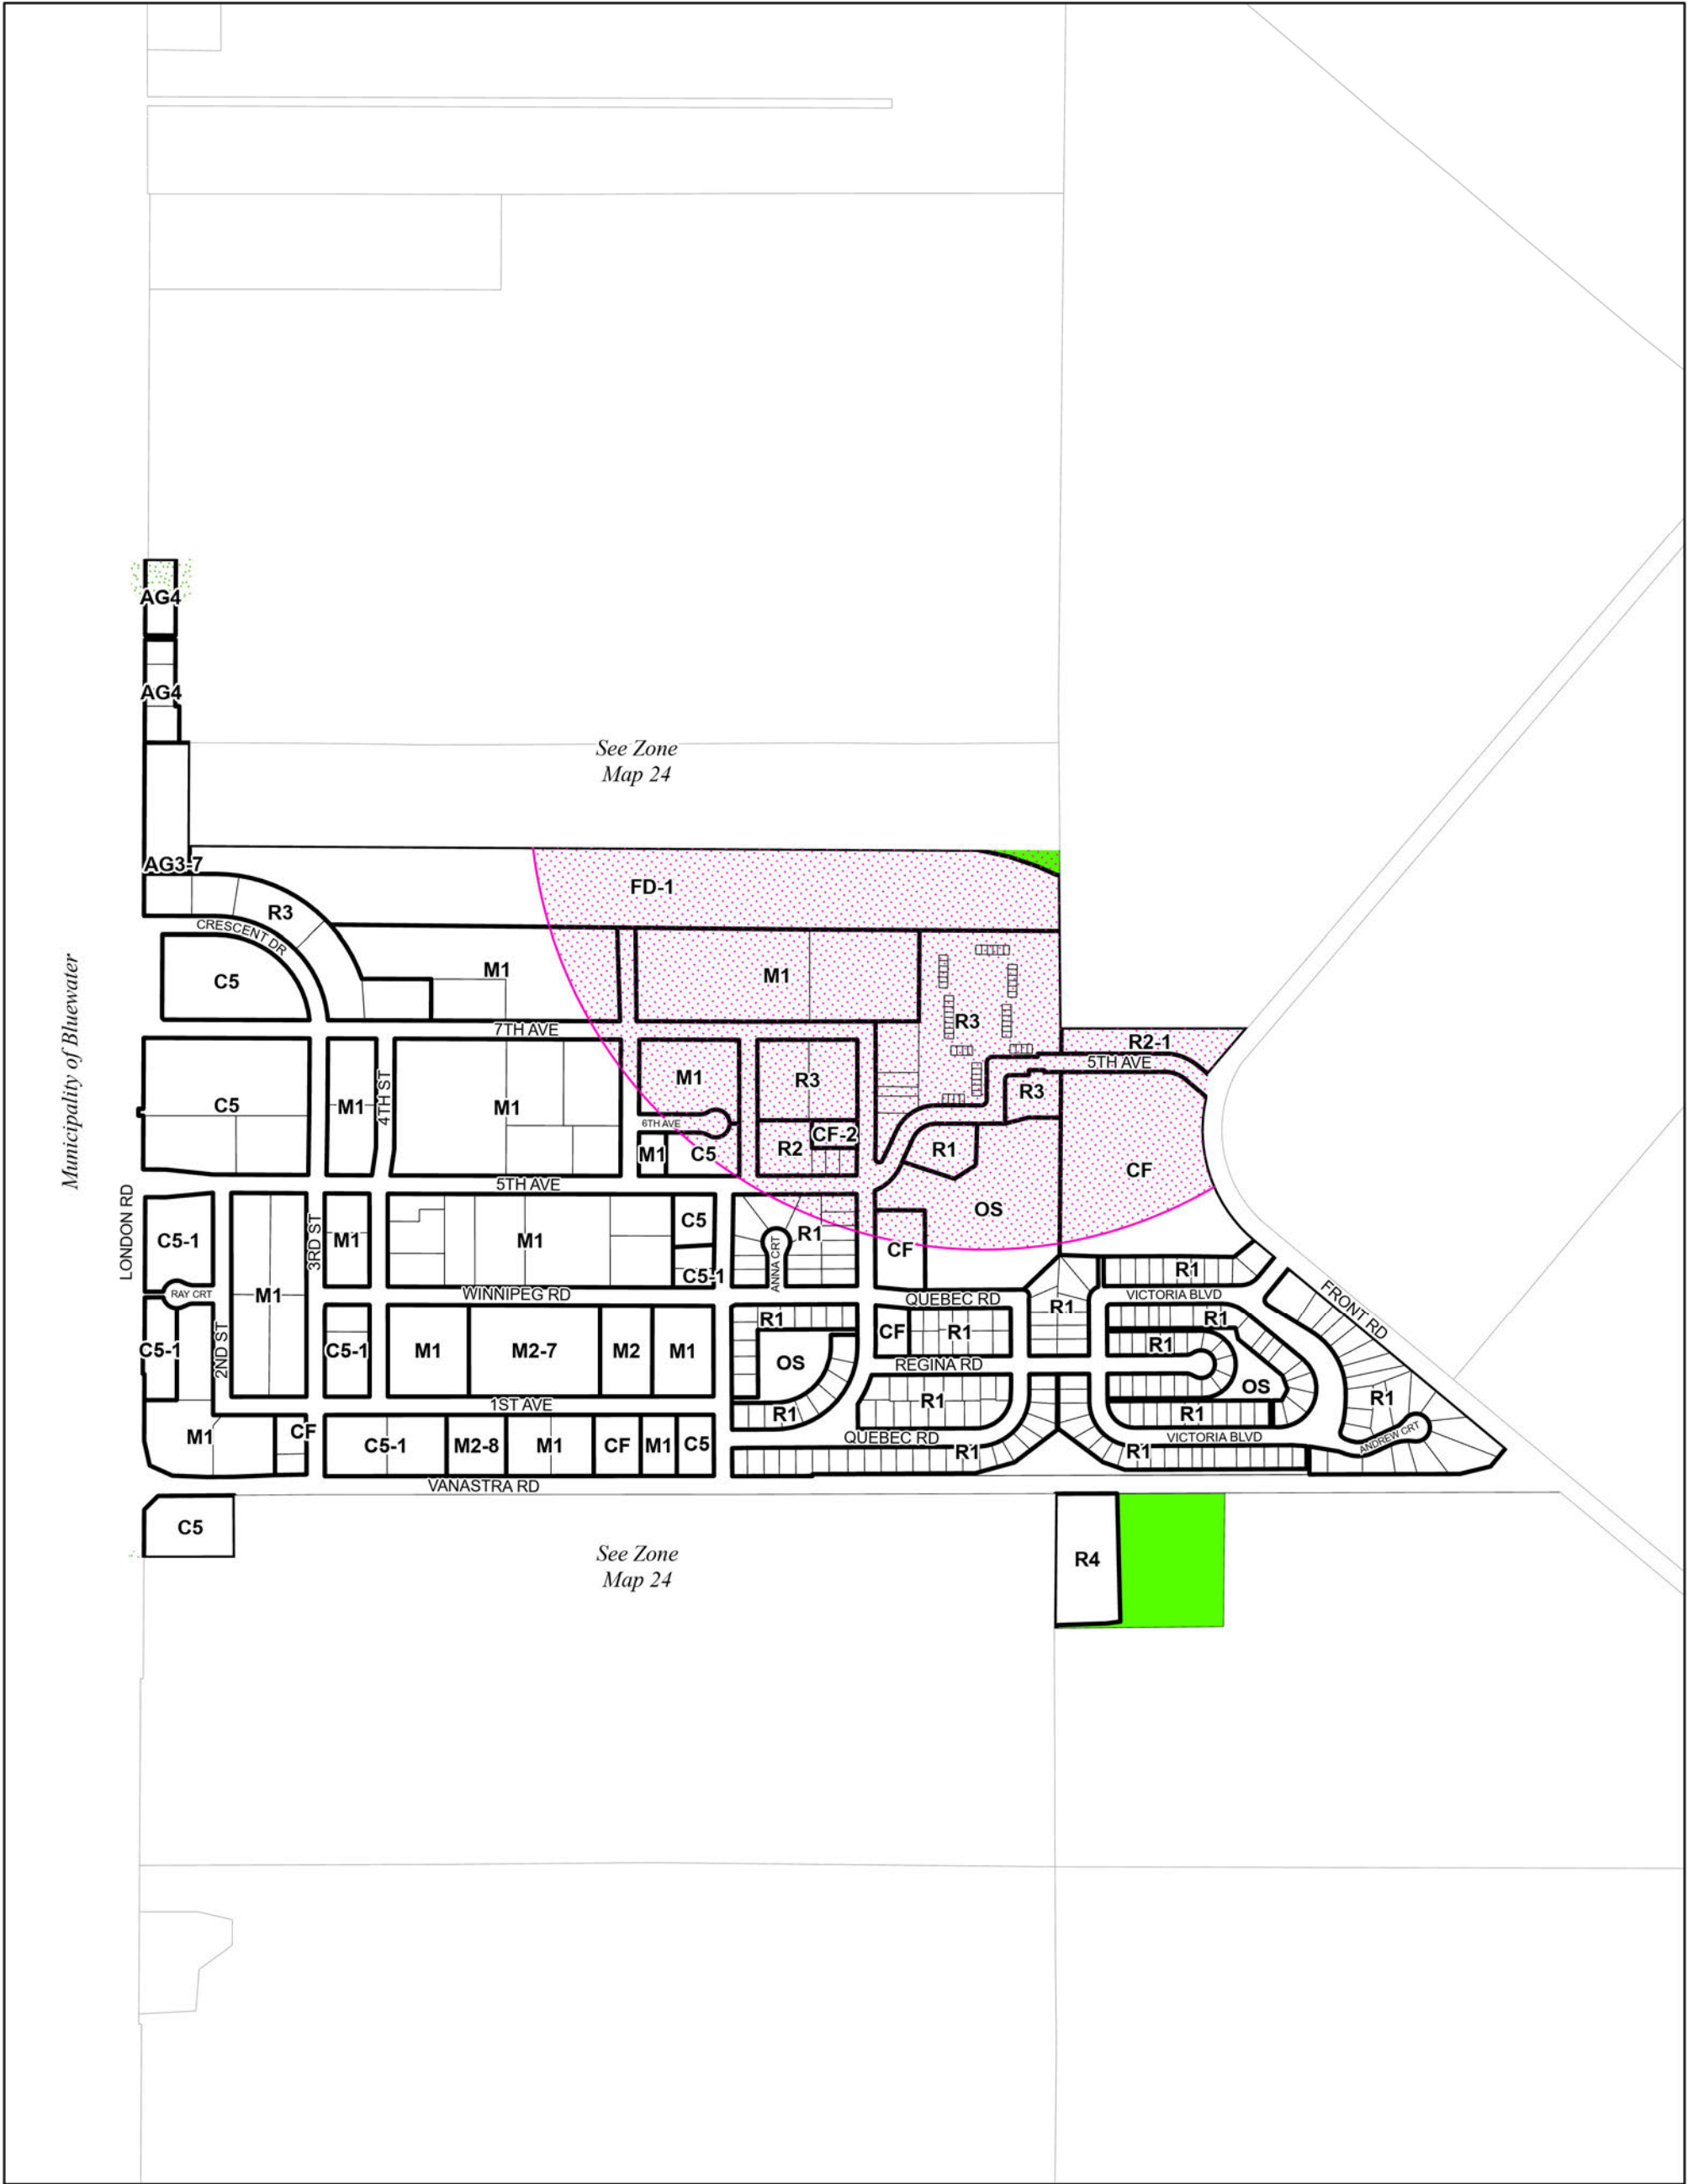 AG4
AG4
See Zone
Map 24
AG3-7
FD-1
R3
CRESCENT DR
C5
M1
M1
R3
7TH AVE
R2-1
5TH AVE
M1
R3
R3
C5
M1
4TH ST
M1
6TH AVE
M1
C5
R2
CF-2
R1
CF
5TH AVE
OS
Municipality of Bluewater
LONDON RD
C5-1
M1
3RD ST
M1
M1
C5
C5-1
ANNA CRT
R1
CF
R1
RAY CRT
WINNIPEG RD
QUEBEC RD
R1
VICTORIA BLVD
FRONT RD
C5-1
2ND ST
C5-1
M1
M2-7
M2
M1
R1
OS
CF
R1
R1
R1
REGINA RD
OS
R1
1ST AVE
R1
R1
R1
M1
CF
C5-1
M2-8
M1
CF
M1
C5
QUEBEC RD
R1
R1
VICTORIA BLVD
ANDREW CRT
VANASTRA RD
C5
See Zone
Map 24
R4